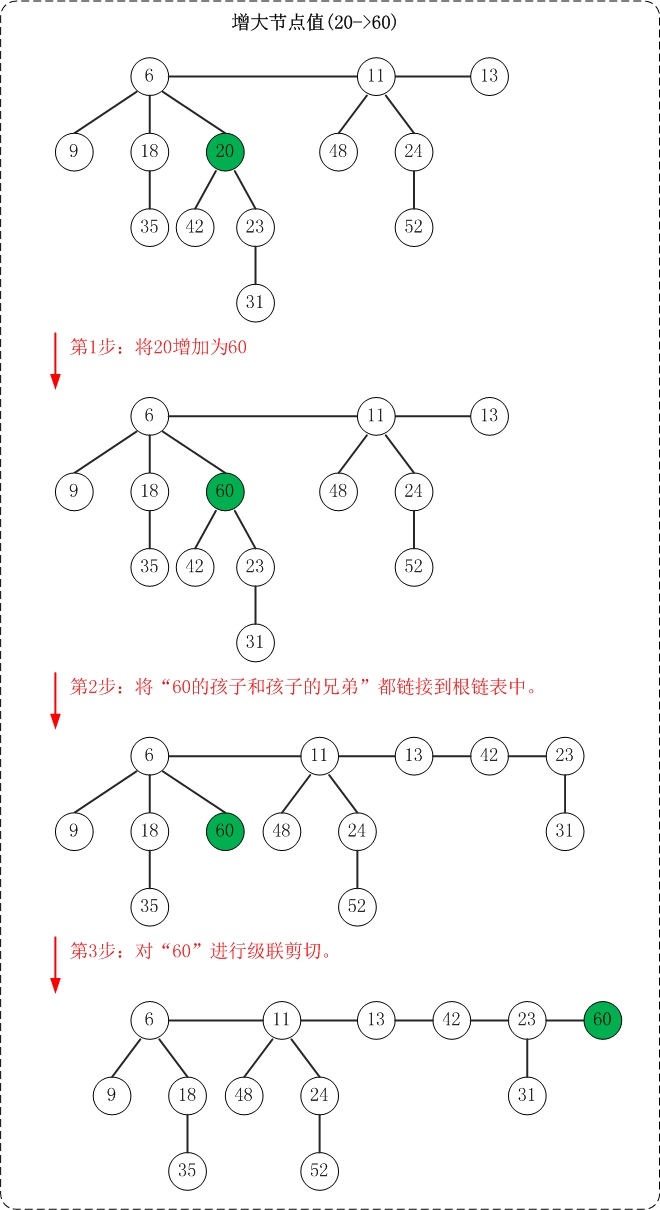 增大节点值(20->60)
6 11 13
9 18 20 48 24
35 42 23 52
31
第1步：将20增加为60
6 11 13
9 18 60 48 24
35 42 23 52
31
第2步：将“60的孩子和孩子的兄弟”都链接到根链表中。
6 11 13 42 23
9 18 60 48 24 31
35 52
第3步：对“60”进行级联剪切。
6 11 13 42 23 60
9 18 48 24 31
35 52